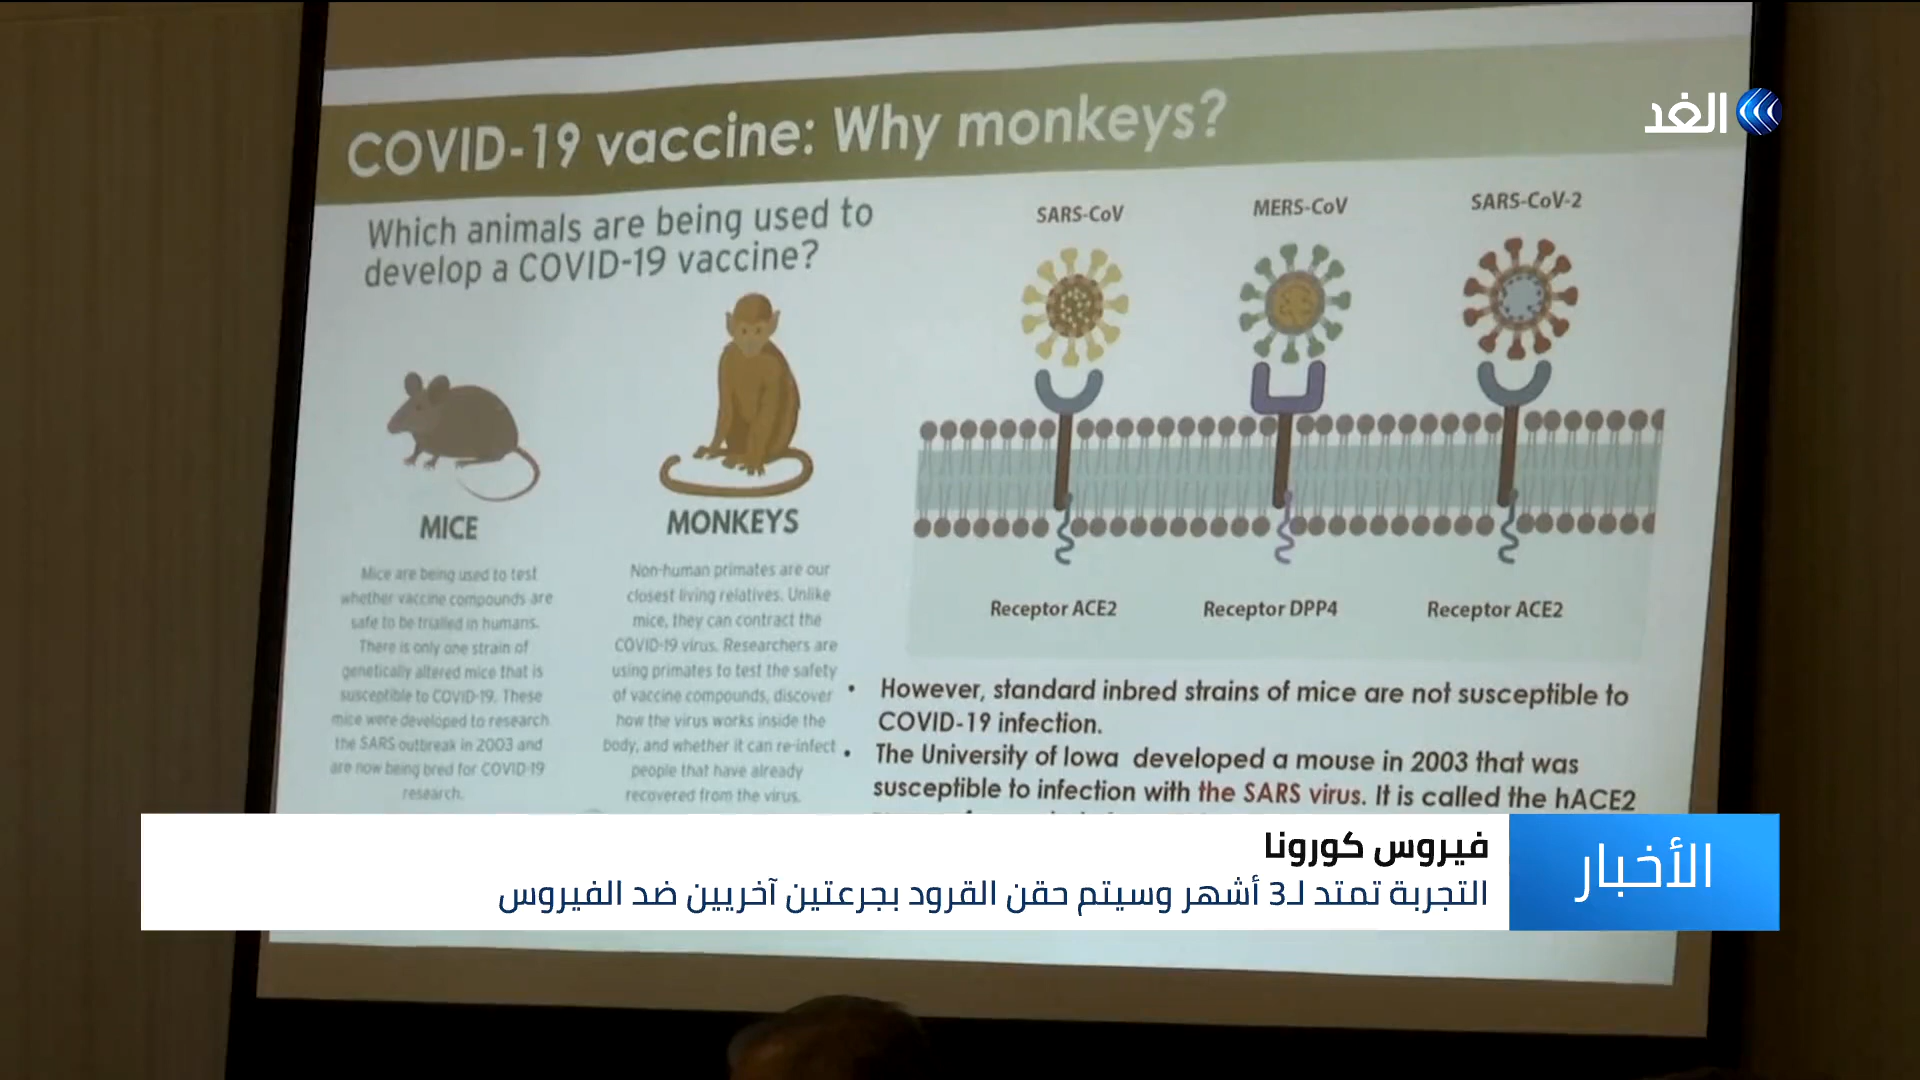 الغد
COVID-19 vaccine: Why monkeys?
Which animals are being used to
develop a COVID-19 vaccine?
MICE
Mice are being used to test
whether vaccine compounds are
safe to be trialled in humans.
There is only one strain of
genetically altered mice that is
susceptible to COVID-19. These
mice were developed to research
the SARS outbreak in 2003 and
are now being bred for COVID-19
research.
MONKEYS
Non-human primates are our
closest living relatives. Unlike
mice, they can contract the
COVID-19 virus. Researchers are
using primates to test the safety
of vaccine compounds, discover
how the virus works inside the
body, and whether it can re-infect
people that have already
recovered from the virus.
SARS-CoV
MERS-CoV
SARS-CoV-2
Receptor ACE2
Receptor DPP4
Receptor ACE2
• However, standard inbred strains of mice are not susceptible to
COVID-19 infection.
• The University of Iowa developed a mouse in 2003 that was
susceptible to infection with the SARS virus. It is called the hACE2
الأخبار
فيروس كورونا
التجربة تمتد لـ3 أشهر وسيتم حقن القرود بجرعتين آخريين ضد الفيروس